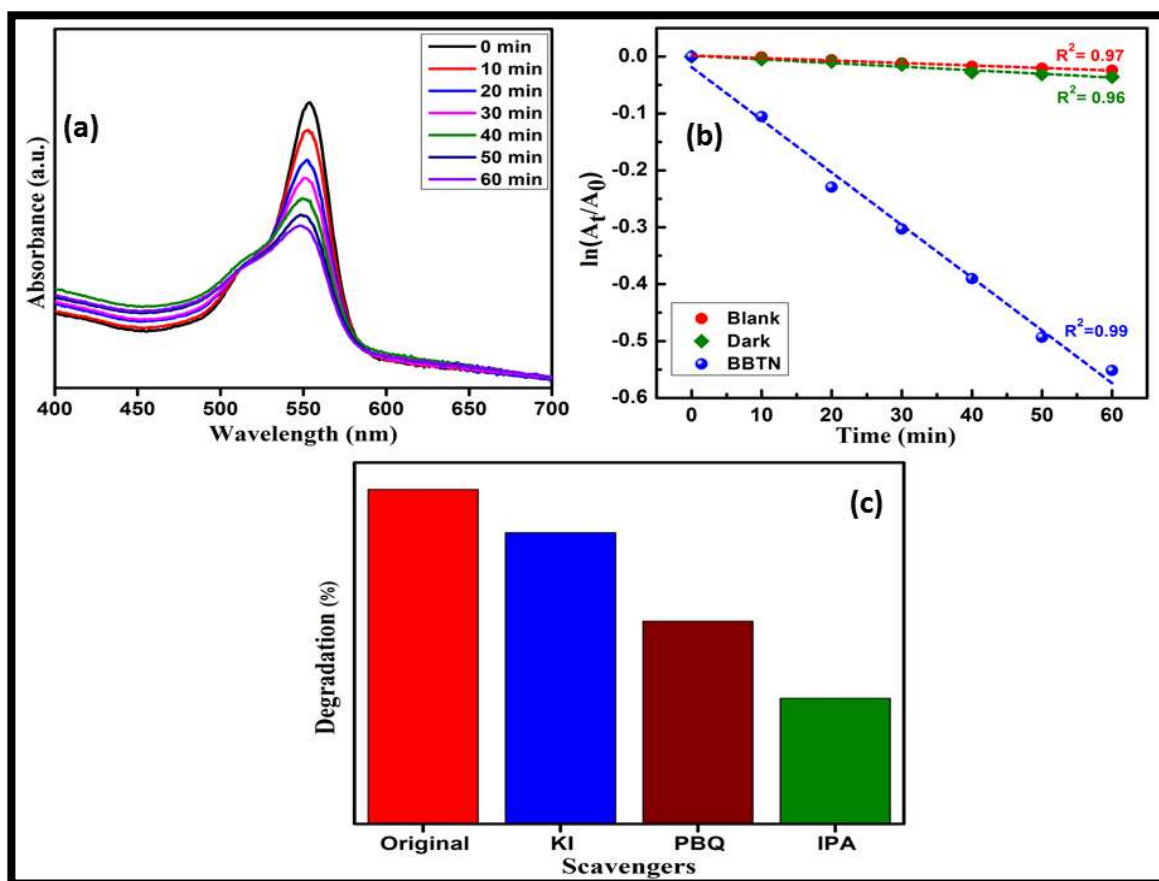 (a)
0 min
10 min
20 min
30 min
40 min
50 min
60 min
Absorbance (a.u.)
400 450 500 550 600 650 700
Wavelength (nm)
(b)
R²= 0.97
R²= 0.96
R²=0.99
0.0
-0.1
-0.2
-0.3
-0.4
-0.5
-0.6
ln(At/A0)
Blank
Dark
BBTN
0 10 20 30 40 50 60
Time (min)
(c)
Degradation (%)
Original KI PBQ IPA
Scavengers